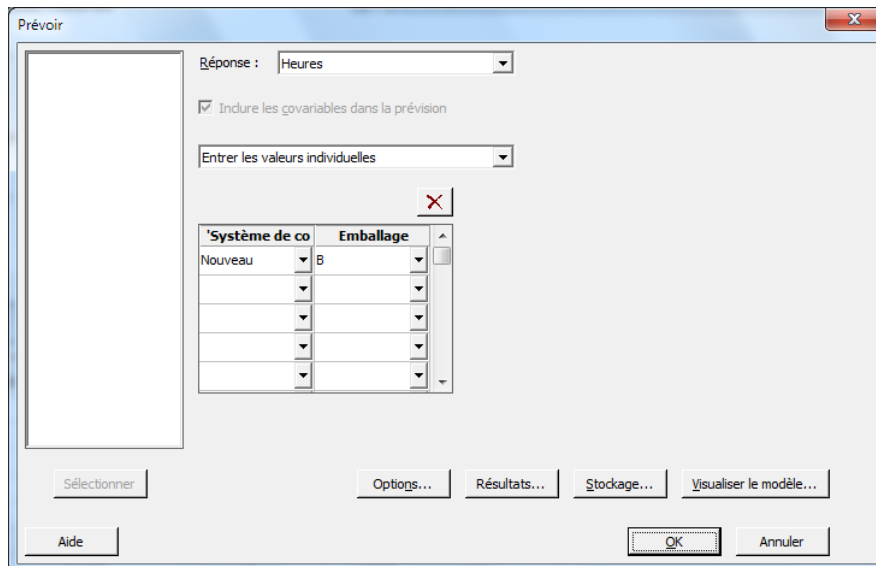 Prévoir
Réponse :
Heures
Inclure les covariables dans la prévision
Entrer les valeurs individuelles
'Système de co
Emballage
Nouveau
B
Sélectionner
Options...
Résultats...
Stockage...
Visualiser le modèle...
Aide
OK
Annuler